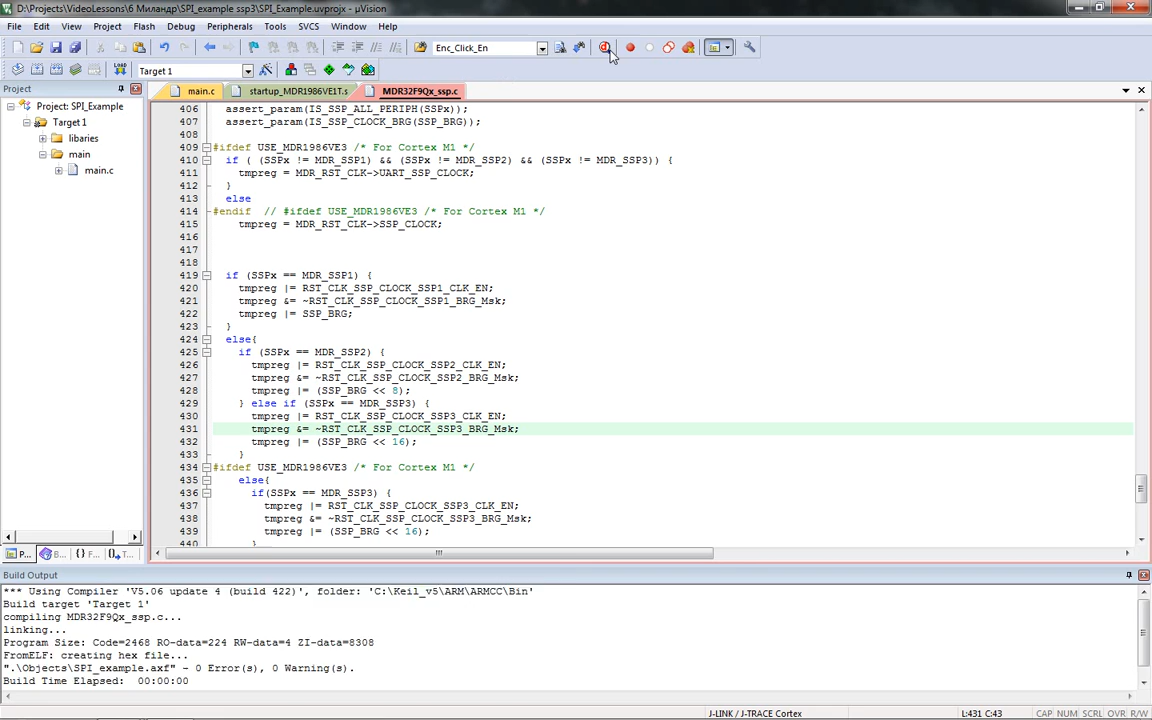 D:\Projects\VideoLessons\6 Миландр\SPI_example ssp3\SPI_Example.uvprojx - µVision
File Edit View Project Flash Debug Peripherals Tools SVCS Window Help
Enc_Click_En
Target 1
Project
main.c startup_MDR1986VE1T.s MDR32F9Qx_ssp.c
Project: SPI_Example
Target 1
libaries
main
main.c
406 assert_param(IS_SSP_ALL_PERIPH(SSPx));
407 assert_param(IS_SSP_CLOCK_BRG(SSP_BRG));
408
409 #ifdef USE_MDR1986VE3 /* For Cortex M1 */
410 if ( (SSPx != MDR_SSP1) && (SSPx != MDR_SSP2) && (SSPx != MDR_SSP3)) {
411 tmpreg = MDR_RST_CLK->UART_SSP_CLOCK;
412 }
413 else
414 #endif // #ifdef USE_MDR1986VE3 /* For Cortex M1 */
415 tmpreg = MDR_RST_CLK->SSP_CLOCK;
416
417
418
419 if (SSPx == MDR_SSP1) {
420 tmpreg |= RST_CLK_SSP_CLOCK_SSP1_CLK_EN;
421 tmpreg &= ~RST_CLK_SSP_CLOCK_SSP1_BRG_Msk;
422 tmpreg |= SSP_BRG;
423 }
424 else{
425 if (SSPx == MDR_SSP2) {
426 tmpreg |= RST_CLK_SSP_CLOCK_SSP2_CLK_EN;
427 tmpreg &= ~RST_CLK_SSP_CLOCK_SSP2_BRG_Msk;
428 tmpreg |= (SSP_BRG << 8);
429 } else if (SSPx == MDR_SSP3) {
430 tmpreg |= RST_CLK_SSP_CLOCK_SSP3_CLK_EN;
431 tmpreg &= ~RST_CLK_SSP_CLOCK_SSP3_BRG_Msk;
432 tmpreg |= (SSP_BRG << 16);
433 }
434 #ifdef USE_MDR1986VE3 /* For Cortex M1 */
435 else{
436 if(SSPx == MDR_SSP3) {
437 tmpreg |= RST_CLK_SSP_CLOCK_SSP3_CLK_EN;
438 tmpreg &= ~RST_CLK_SSP_CLOCK_SSP3_BRG_Msk;
439 tmpreg |= (SSP_BRG << 16);
440 }
P... B... {} F... T...
Build Output
*** Using Compiler 'V5.06 update 4 (build 422)', folder: 'C:\Keil_v5\ARM\ARMCC\Bin'
Build target 'Target 1'
compiling MDR32F9Qx_ssp.c...
linking...
Program Size: Code=2468 RO-data=224 RW-data=4 ZI-data=8308
FromELF: creating hex file...
".\Objects\SPI_example.axf" - 0 Error(s), 0 Warning(s).
Build Time Elapsed: 00:00:00
J-LINK / J-TRACE Cortex L:431 C:43 CAP NUM SCRL OVR R/W